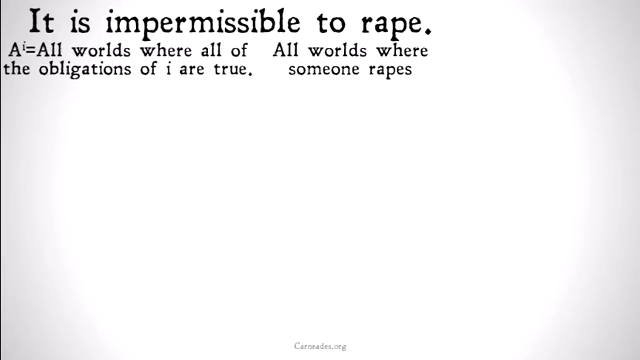 It is impermissible to rape.
Aⁱ=All worlds where all of
the obligations of i are true.
All worlds where
someone rapes
Carneades.org